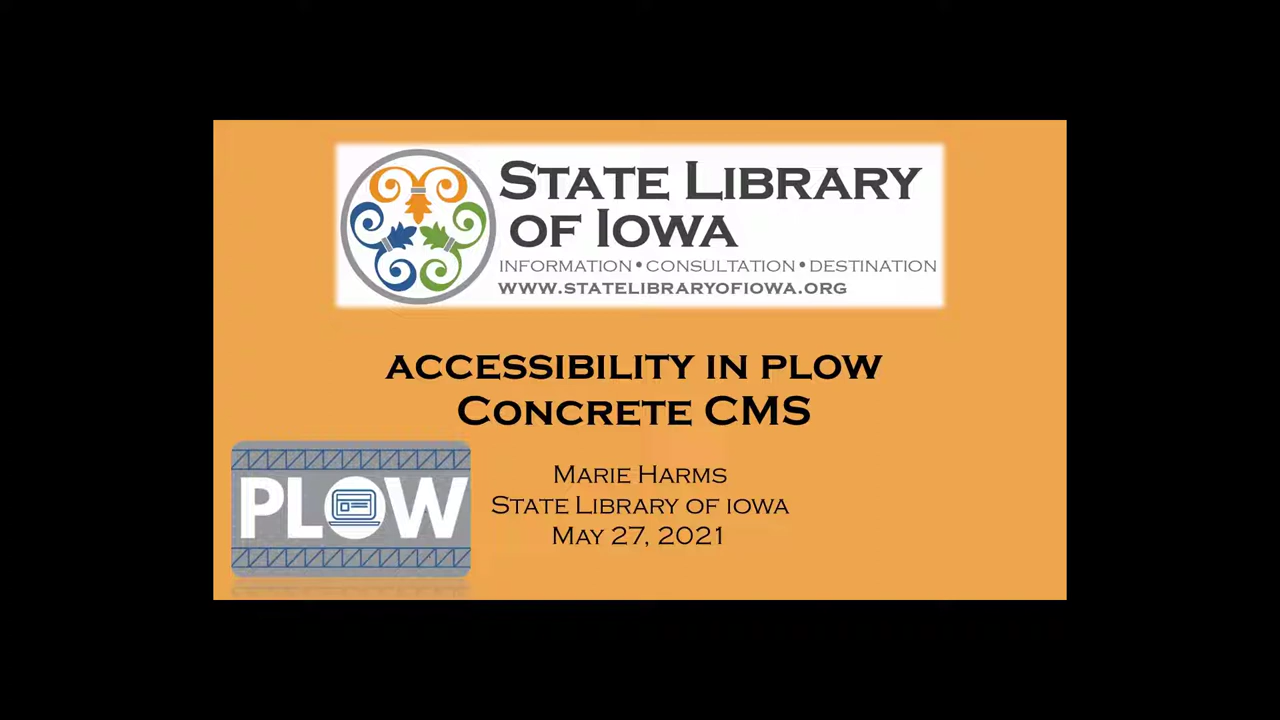 STATE LIBRARY
OF IOWA
INFORMATION•CONSULTATION•DESTINATION
WWW.STATELIBRARYOFIOWA.ORG
ACCESSIBILITY IN PLOW
CONCRETE CMS
PLOW
MARIE HARMS
STATE LIBRARY OF IOWA
MAY 27, 2021